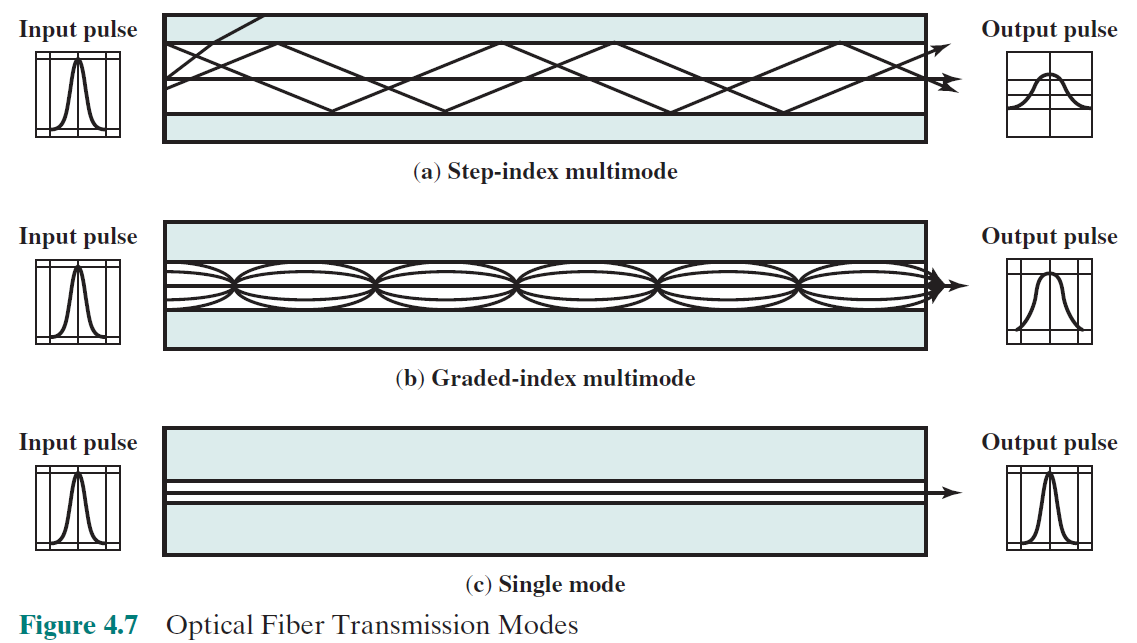 Input pulse
Output pulse
(a) Step-index multimode
Input pulse
Output pulse
(b) Graded-index multimode
Input pulse
Output pulse
(c) Single mode
Figure 4.7 Optical Fiber Transmission Modes